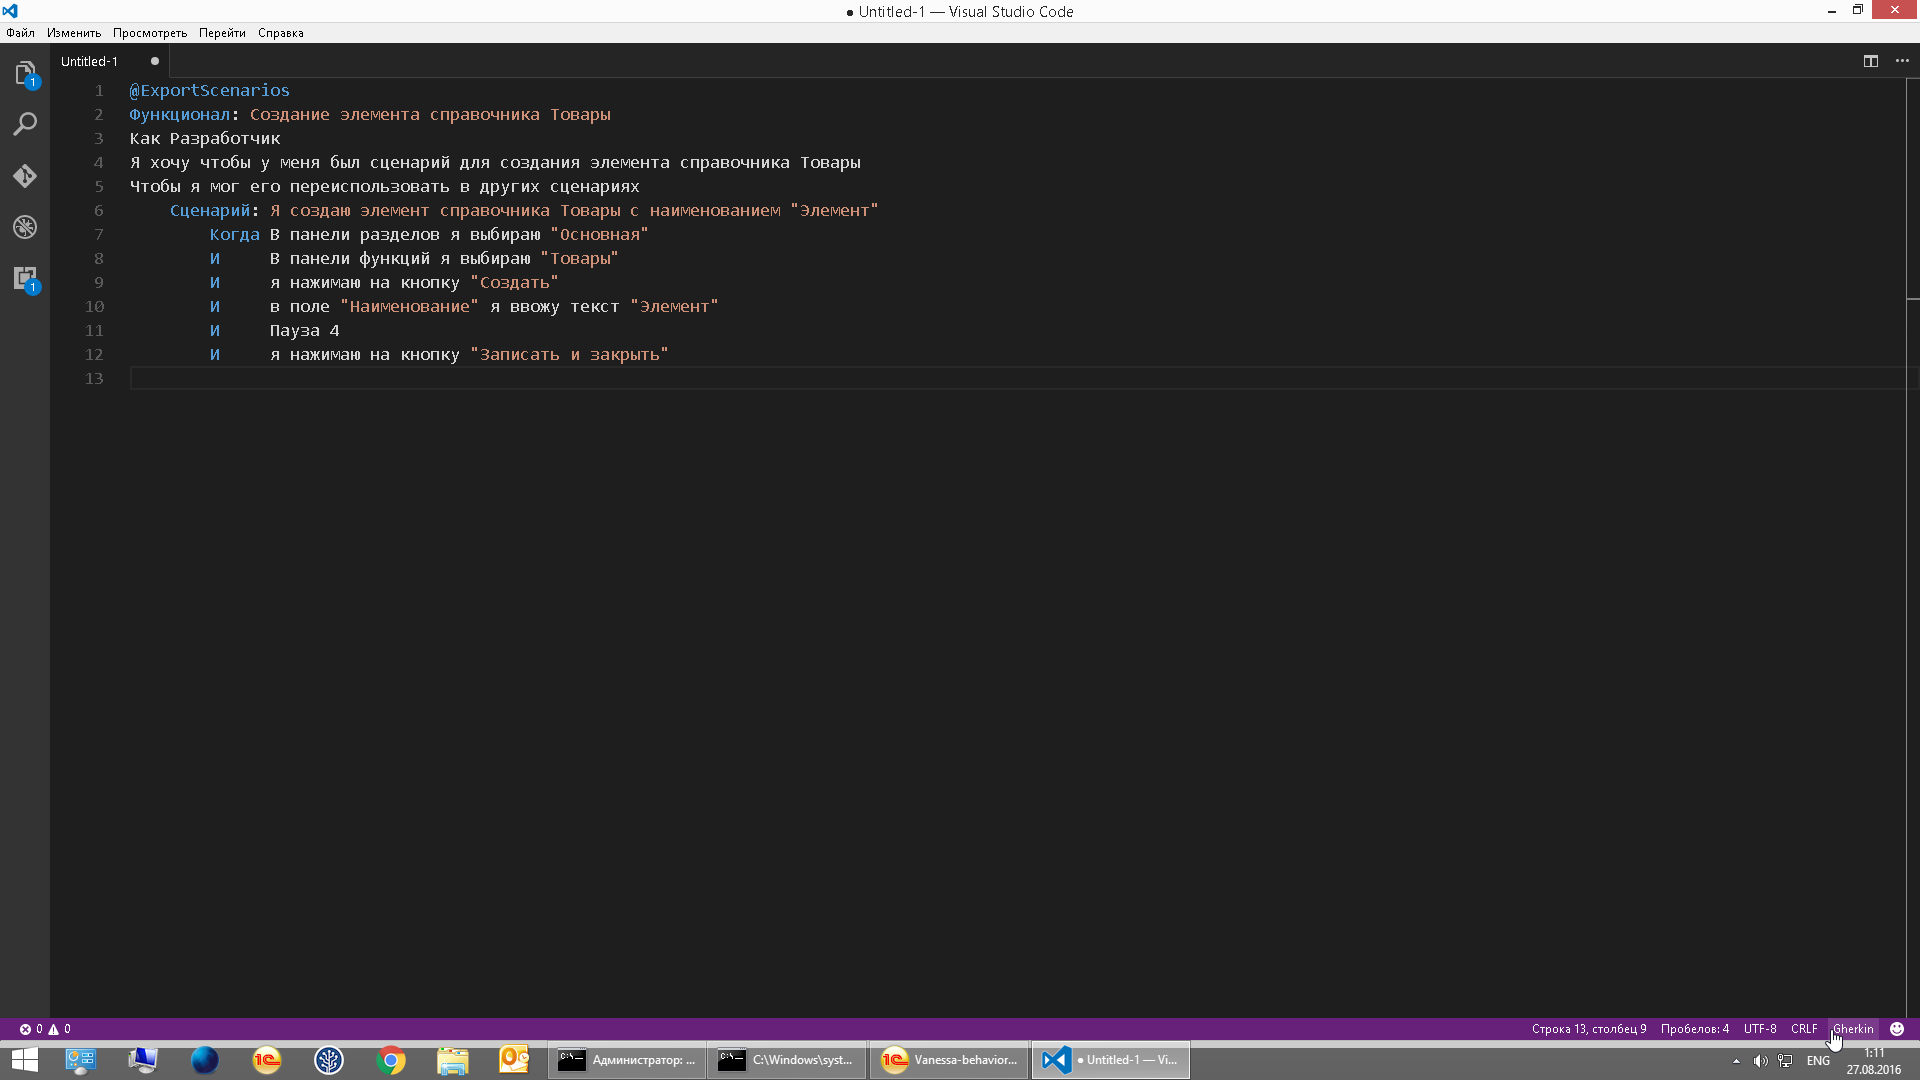 ● Untitled-1 — Visual Studio Code
Файл Изменить Просмотреть Перейти Справка
Untitled-1
1 @ExportScenarios
2 Функционал: Создание элемента справочника Товары
3 Как Разработчик
4 Я хочу чтобы у меня был сценарий для создания элемента справочника Товары
5 Чтобы я мог его переиспользовать в других сценариях
6 Сценарий: Я создаю элемент справочника Товары с наименованием "Элемент"
7 Когда В панели разделов я выбираю "Основная"
8 И В панели функций я выбираю "Товары"
9 И я нажимаю на кнопку "Создать"
10 И в поле "Наименование" я ввожу текст "Элемент"
11 И Пауза 4
12 И я нажимаю на кнопку "Записать и закрыть"
13
1
1
0 0 Строка 13, столбец 9 Пробелов: 4 UTF-8 CRLF Gherkin
Администратор: ... C:\Windows\syst... Vanessa-behavior... ● Untitled-1 — Vi... ENG 1:11
27.08.2016